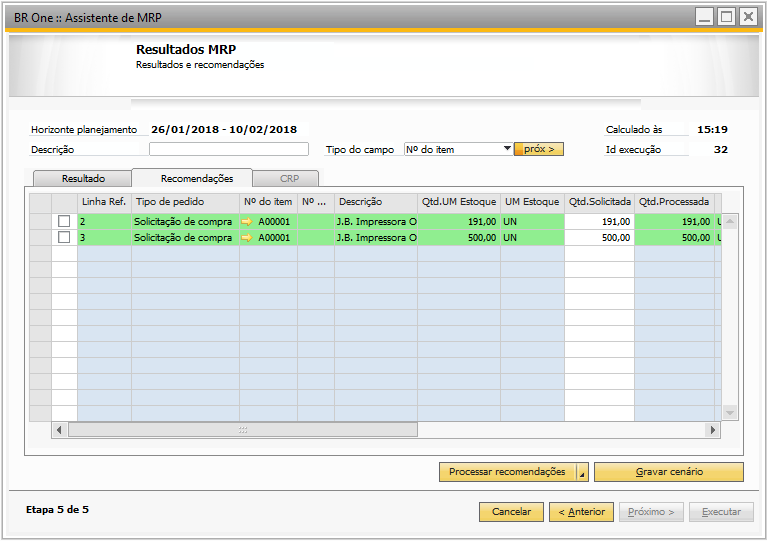 BR One :: Assistente de MRP
Resultados MRP
Resultados e recomendações
Horizonte planejamento 26/01/2018 - 10/02/2018 Calculado às 15:19
Descrição Tipo do campo Nº do item próx > Id execução 32
Resultado Recomendações CRP
Linha Ref. Tipo de pedido Nº do item Nº ... Descrição Qtd.UM Estoque UM Estoque Qtd.Solicitada Qtd.Processada
2 Solicitação de compra A00001 J.B. Impressora O 191,00 UN 191,00 191,00 U
3 Solicitação de compra A00001 J.B. Impressora O 500,00 UN 500,00 500,00 U
Processar recomendações Gravar cenário
Etapa 5 de 5 Cancelar < Anterior Próximo > Executar